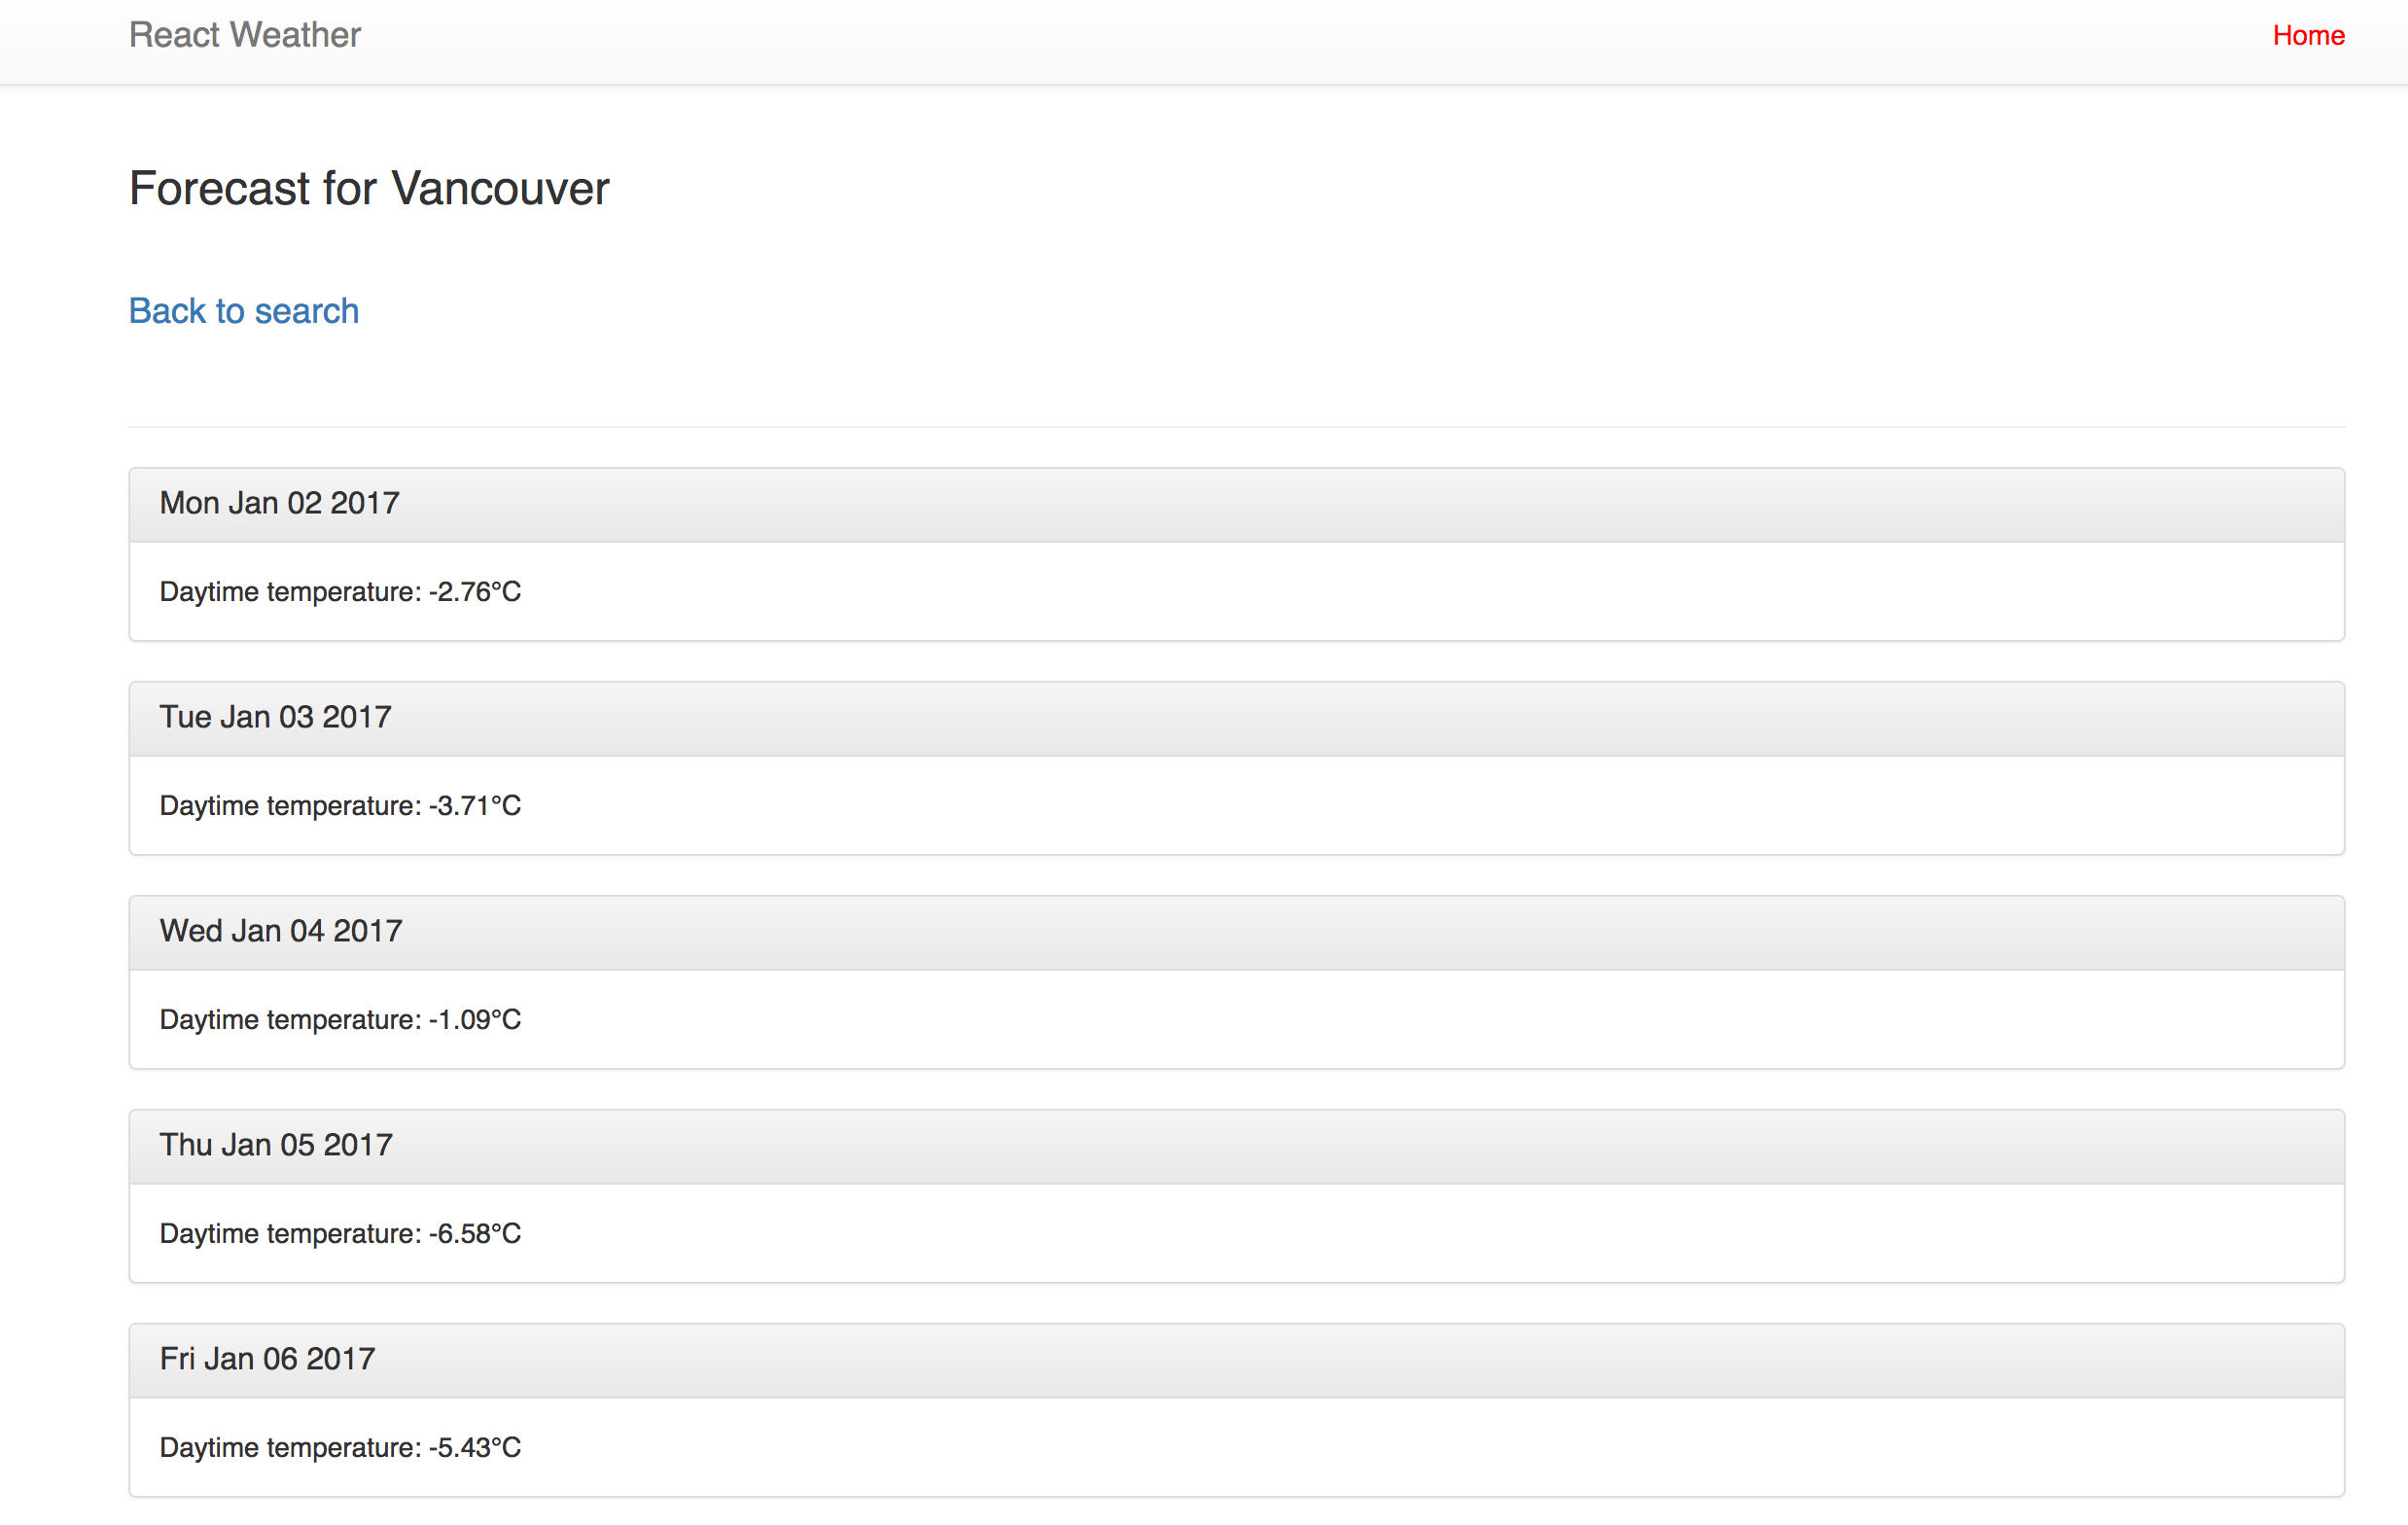 React Weather
Home
Forecast for Vancouver
Back to search
Mon Jan 02 2017
Daytime temperature: -2.76°C
Tue Jan 03 2017
Daytime temperature: -3.71°C
Wed Jan 04 2017
Daytime temperature: -1.09°C
Thu Jan 05 2017
Daytime temperature: -6.58°C
Fri Jan 06 2017
Daytime temperature: -5.43°C